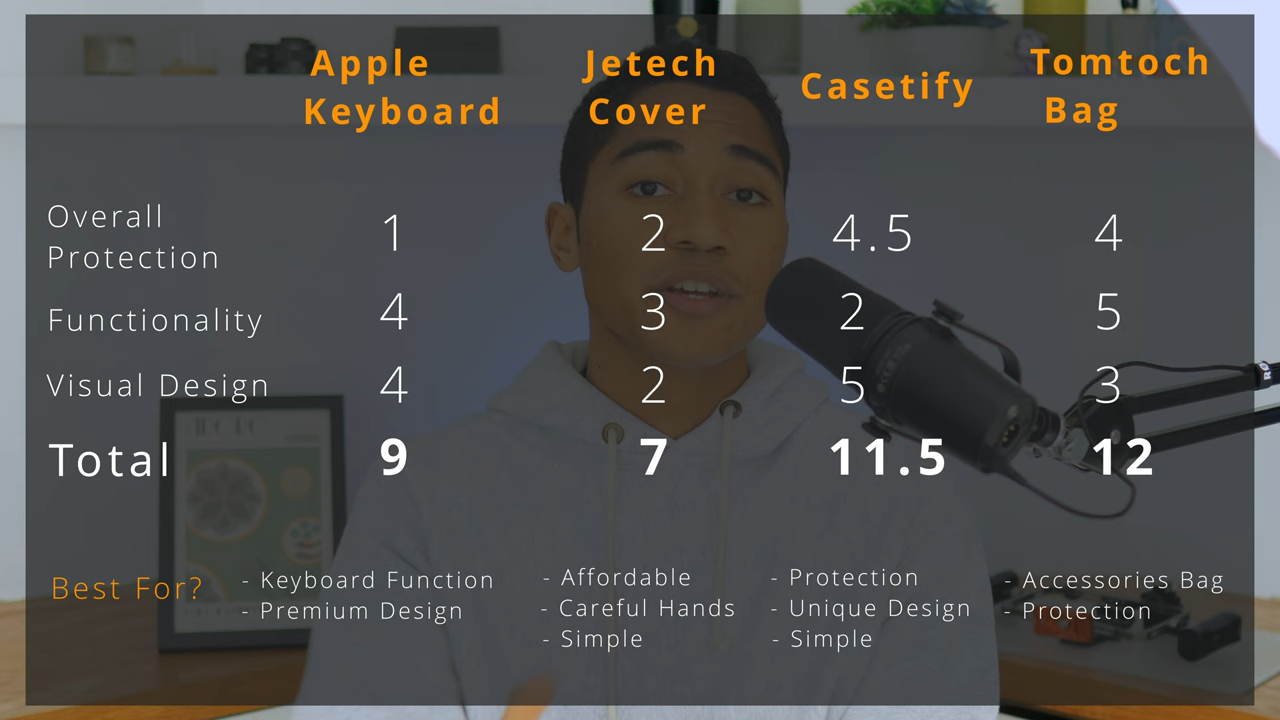 Apple
Keyboard
Jetech
Cover
Casetify
Tomtoch
Bag
Overall
Protection
1
2
4.5
4
Functionality
4
3
2
5
Visual Design
4
2
5
3
Total
9
7
11.5
12
Best For?
- Keyboard Function
- Premium Design
- Affordable
- Careful Hands
- Simple
- Protection
- Unique Design
- Simple
- Accessories Bag
- Protection